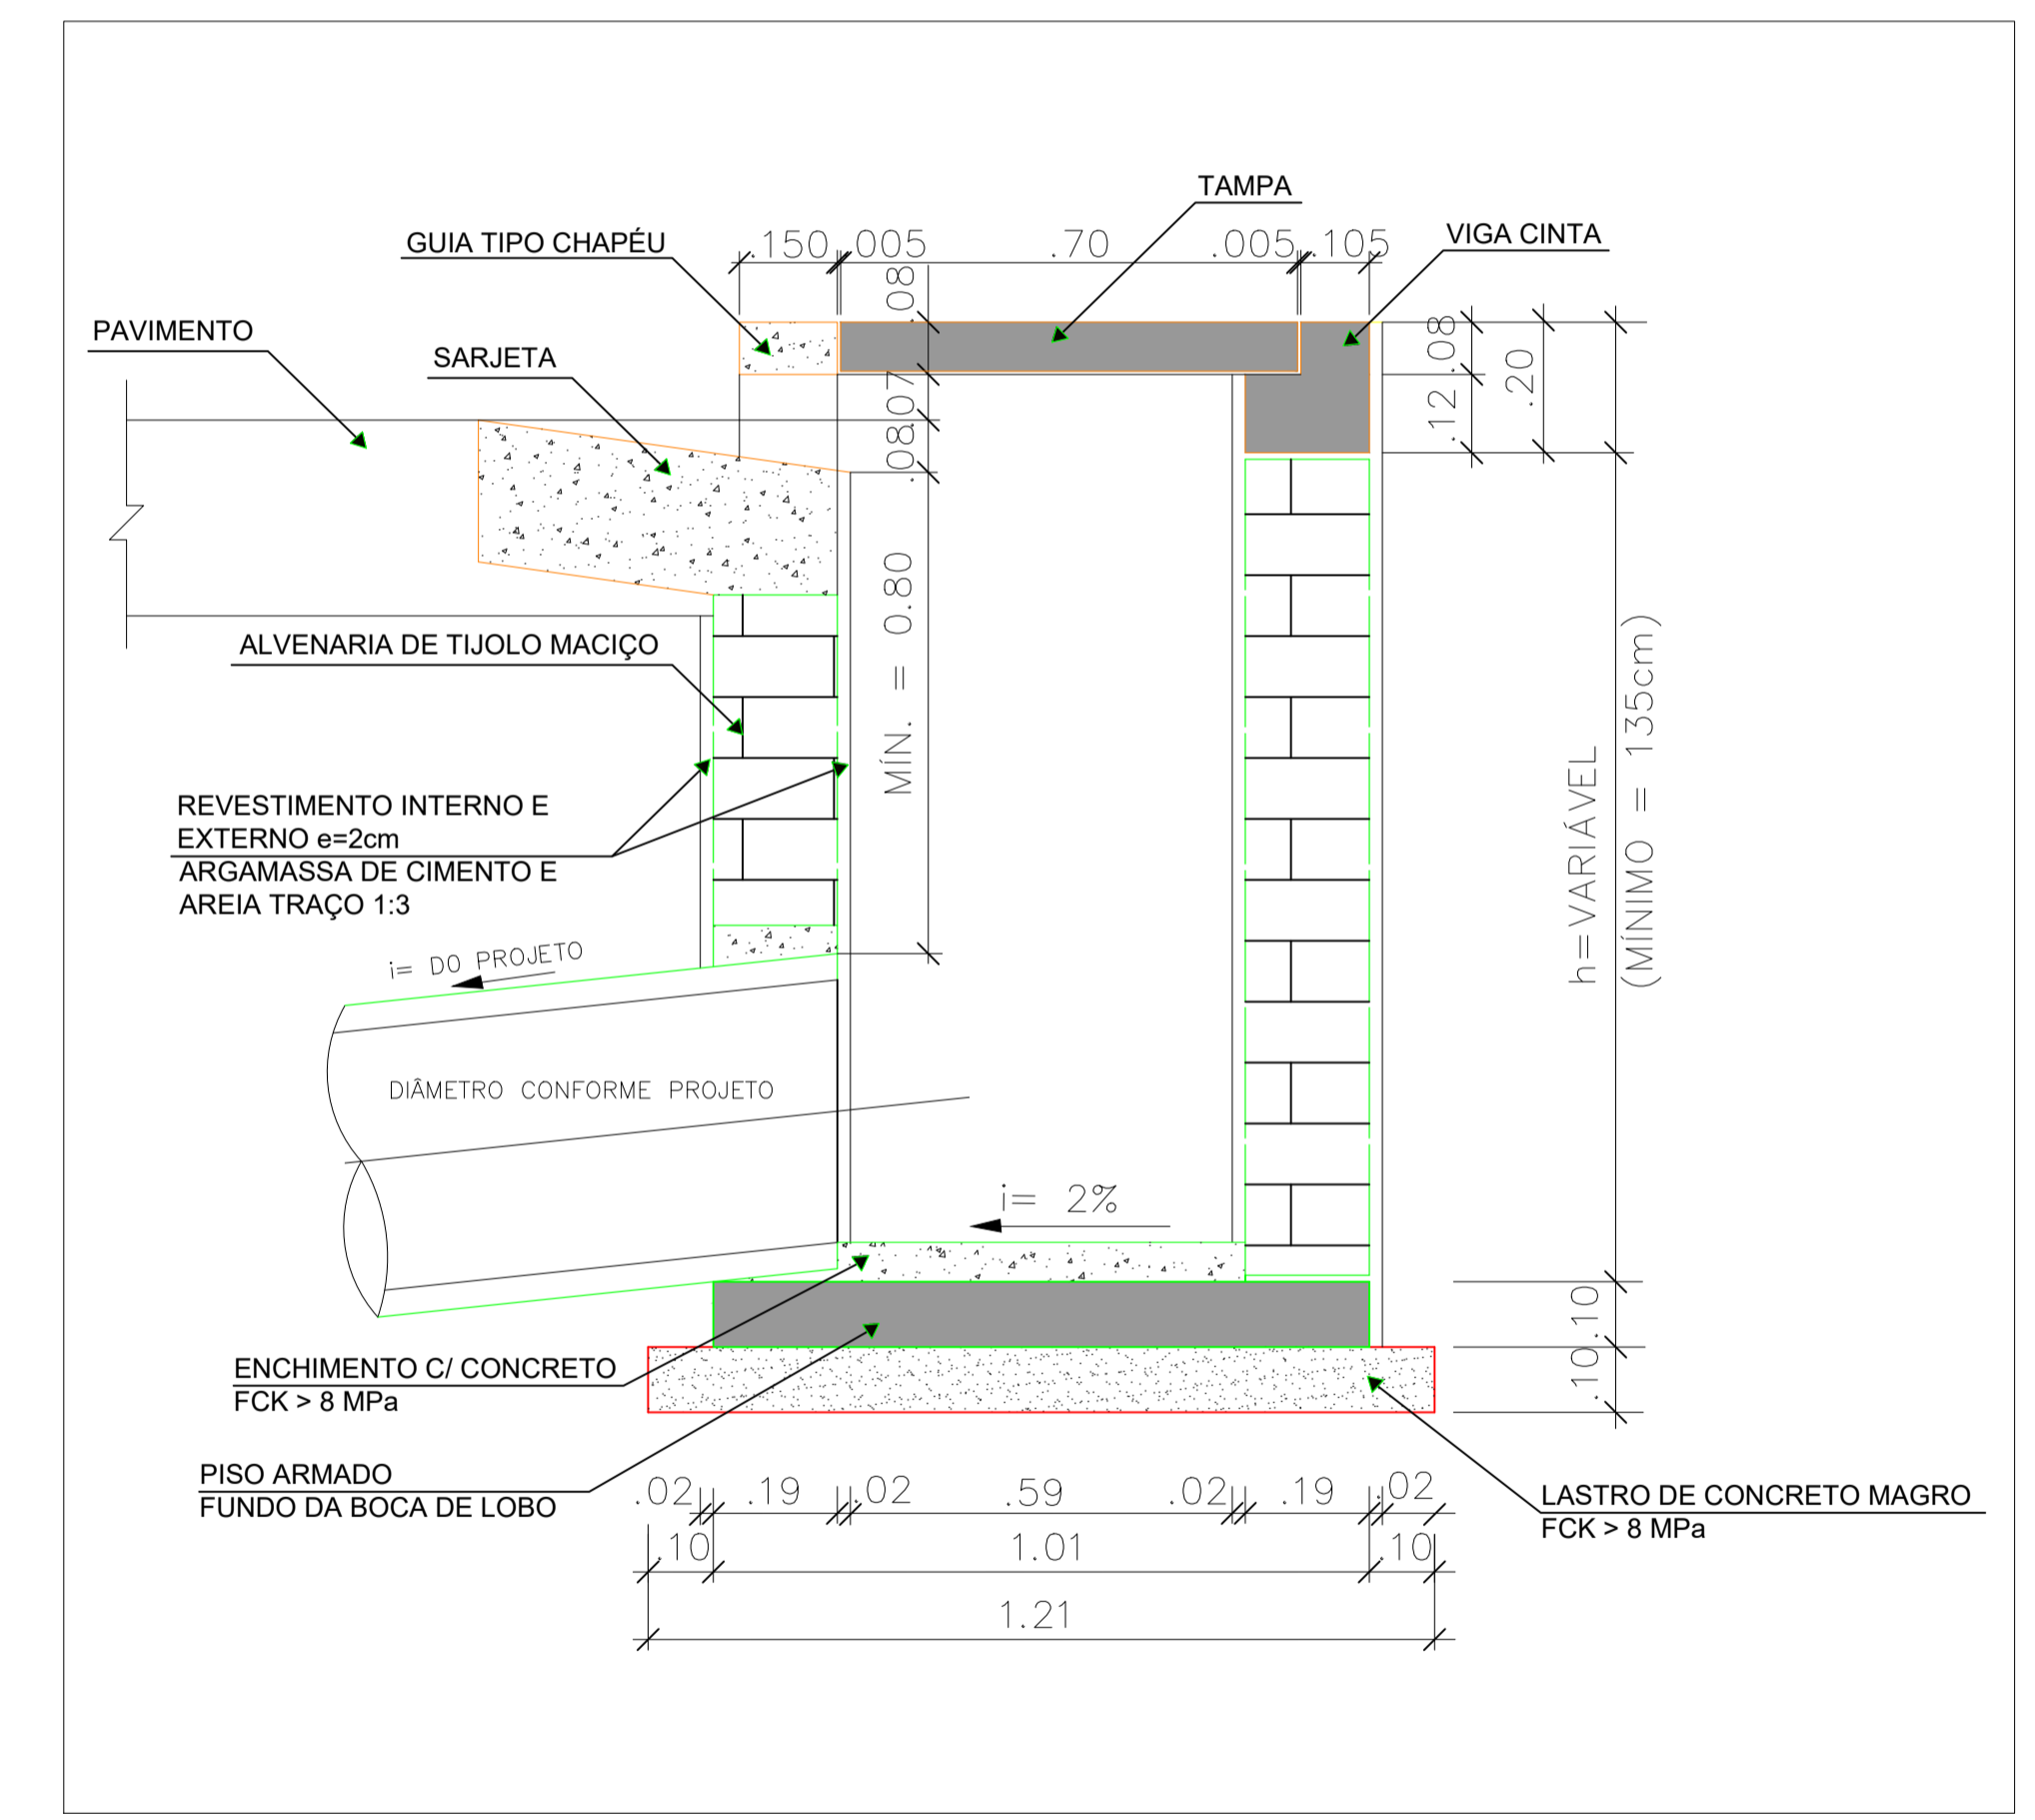 TAMPA
GUIA TIPO CHAPÉU
.150
.005
.70
.005
.105
VIGA CINTA
PAVIMENTO
SARJETA
.08
.07
.08
.08
.12
.20
ALVENARIA DE TIJOLO MACIÇO
MÍN. = 0.80
REVESTIMENTO INTERNO E
EXTERNO e=2cm
ARGAMASSA DE CIMENTO E
AREIA TRAÇO 1:3
h=VARIÁVEL
(MÍNIMO = 135cm)
i= DO PROJETO
DIÂMETRO CONFORME PROJETO
i= 2%
.10
.10
ENCHIMENTO C/ CONCRETO
FCK > 8 MPa
PISO ARMADO
FUNDO DA BOCA DE LOBO
.02
.19
.02
.59
.02
.19
.02
LASTRO DE CONCRETO MAGRO
FCK > 8 MPa
.10
1.01
.10
1.21